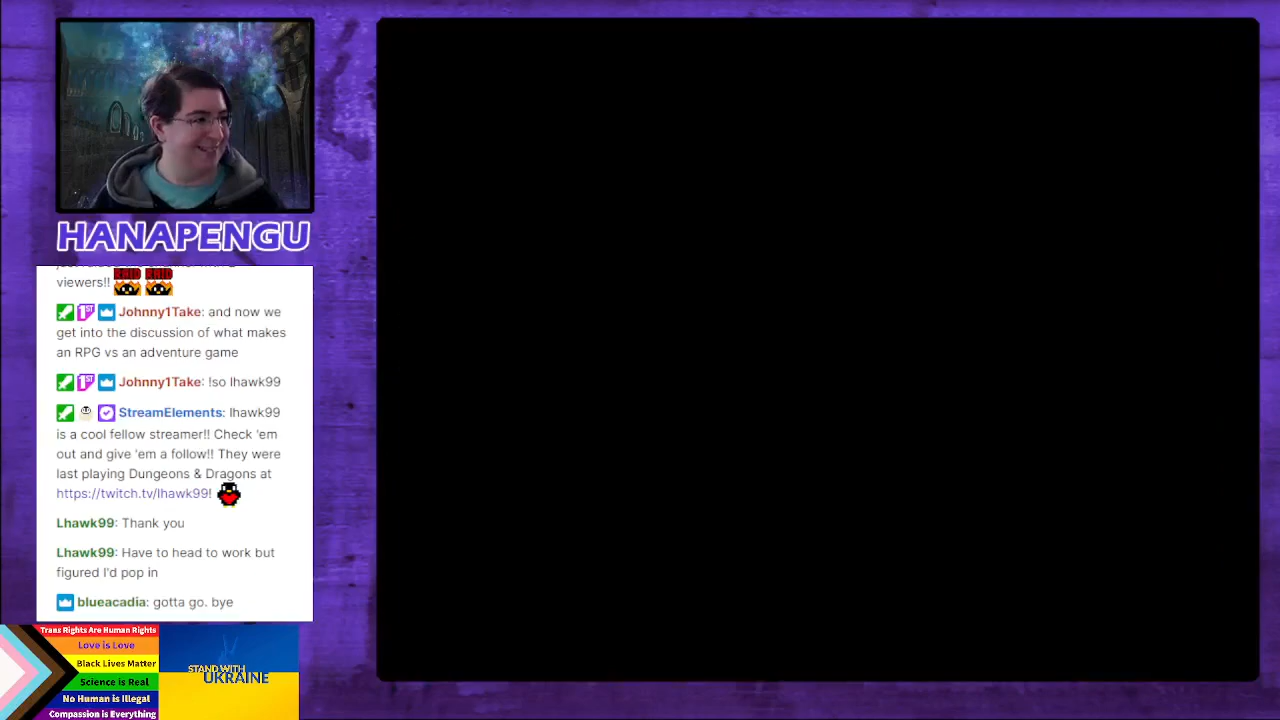 HANAPENGU
viewers!!
RAID RAID
Johnny1Take: and now we
get into the discussion of what makes
an RPG vs an adventure game
1ST
Johnny1Take: !so lhawk99
1ST
StreamElements: lhawk99
is a cool fellow streamer!! Check 'em
out and give 'em a follow!! They were
last playing Dungeons & Dragons at
https://twitch.tv/lhawk99!
Lhawk99: Thank you
Lhawk99: Have to head to work but
figured I'd pop in
blueacadia: gotta go. bye
Trans Rights Are Human Rights
Love is Love
Black Lives Matter
Science is Real
No Human is Illegal
Compassion is Everything
STAND WITH
UKRAINE